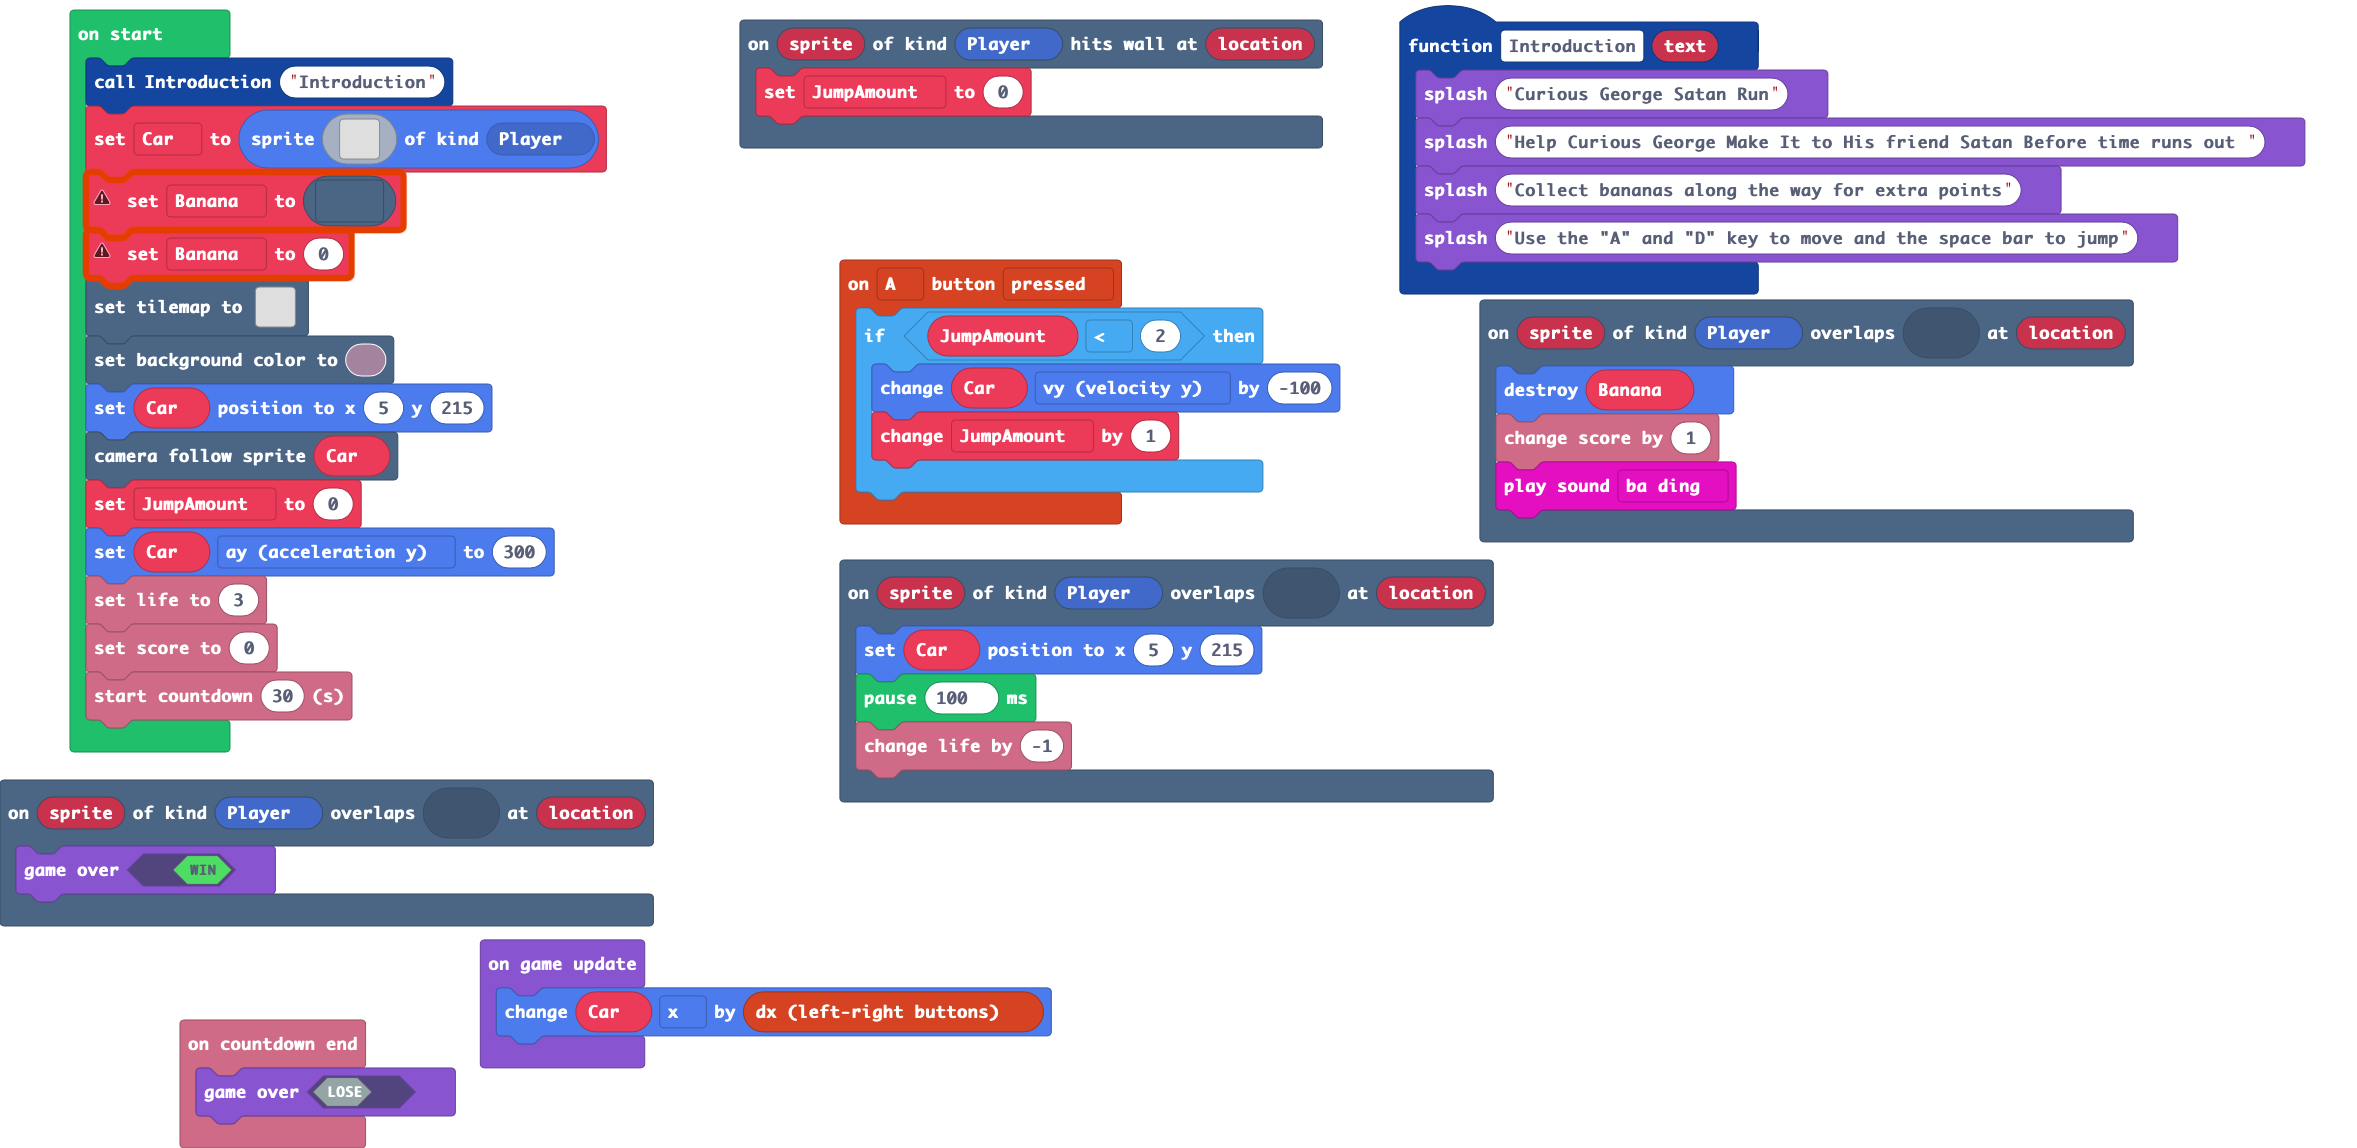 on start
call Introduction "Introduction"
set Car to sprite of kind Player
set Banana to
set Banana to 0
set tilemap to
set background color to
set Car position to x 5 y 215
camera follow sprite Car
set JumpAmount to 0
set Car ay (acceleration y) to 300
set life to 3
set score to 0
start countdown 30 (s)
on sprite of kind Player hits wall at location
set JumpAmount to 0
function Introduction text
splash "Curious George Satan Run"
splash "Help Curious George Make It to His friend Satan Before time runs out "
splash "Collect bananas along the way for extra points"
splash "Use the "A" and "D" key to move and the space bar to jump"
on A button pressed
if JumpAmount < 2 then
change Car vy (velocity y) by -100
change JumpAmount by 1
on sprite of kind Player overlaps at location
destroy Banana
change score by 1
play sound ba ding
on sprite of kind Player overlaps at location
set Car position to x 5 y 215
pause 100 ms
change life by -1
on sprite of kind Player overlaps at location
game over WIN
on game update
change Car x by dx (left-right buttons)
on countdown end
game over LOSE